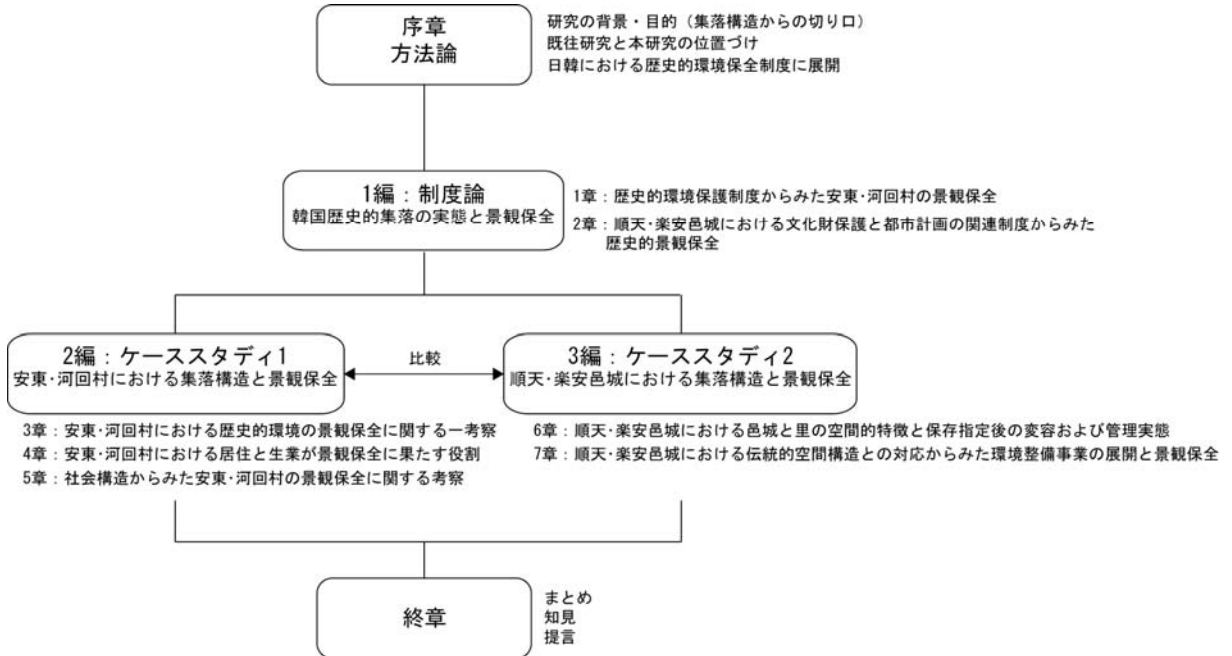 序章
方法論
研究の背景・目的（集落構造からの切り口）
既往研究と本研究の位置づけ
日韓における歴史的環境保全制度に展開
1編：制度論
韓国歴史的集落の実態と景観保全
1章：歴史的環境保護制度からみた安東･河回村の景観保全
2章：順天･楽安邑城における文化財保護と都市計画の関連制度からみた
歴史的景観保全
2編：ケーススタディ1
安東･河回村における集落構造と景観保全
比較
3編：ケーススタディ2
順天･楽安邑城における集落構造と景観保全
3章：安東･河回村における歴史的環境の景観保全に関する一考察
4章：安東･河回村における居住と生業が景観保全に果たす役割
5章：社会構造からみた安東･河回村の景観保全に関する考察
6章：順天･楽安邑城における邑城と里の空間的特徴と保存指定後の変容および管理実態
7章：順天･楽安邑城における伝統的空間構造との対応からみた環境整備事業の展開と景観保全
終章
まとめ
知見
提言